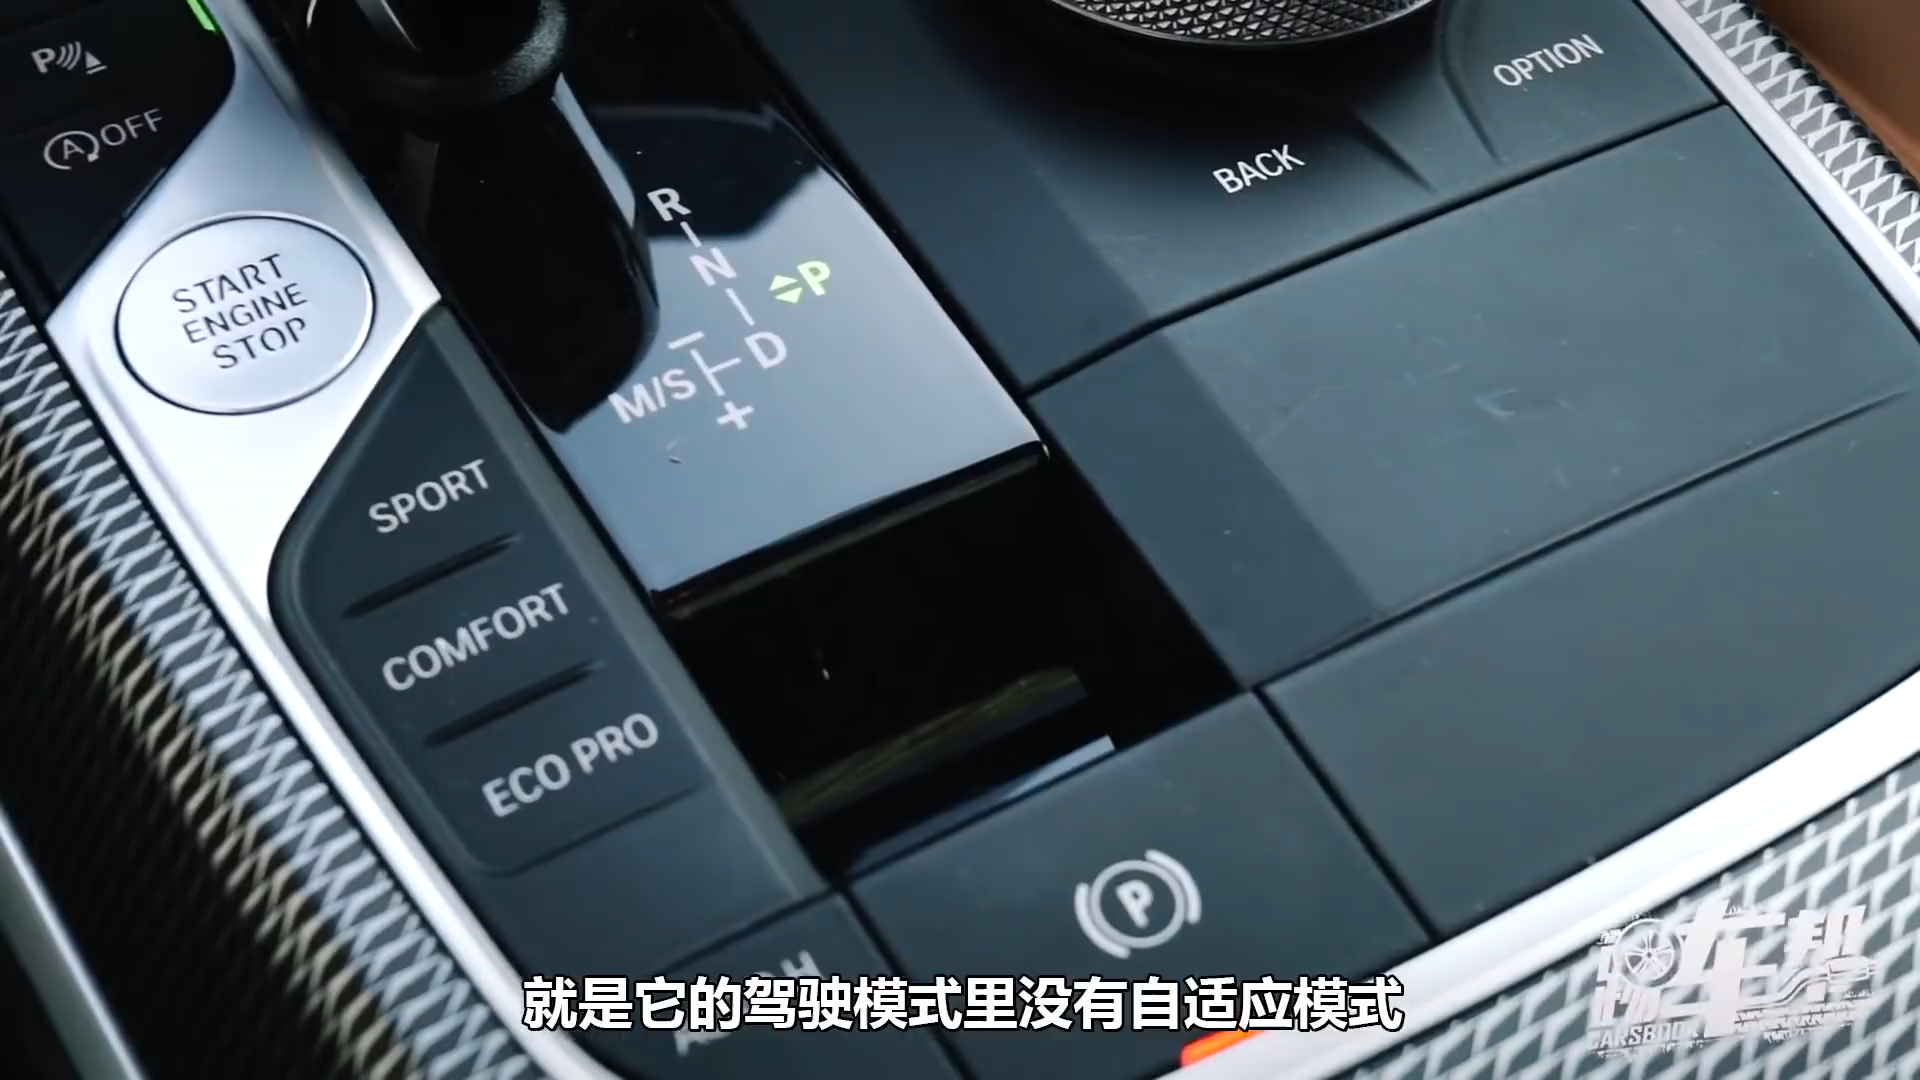 P
A OFF
START
ENGINE
STOP
R
N
P
D
M/S
+
OPTION
BACK
SPORT
COMFORT
ECO PRO
P
就是它的驾驶模式里没有自适应模式
CARSBOOK